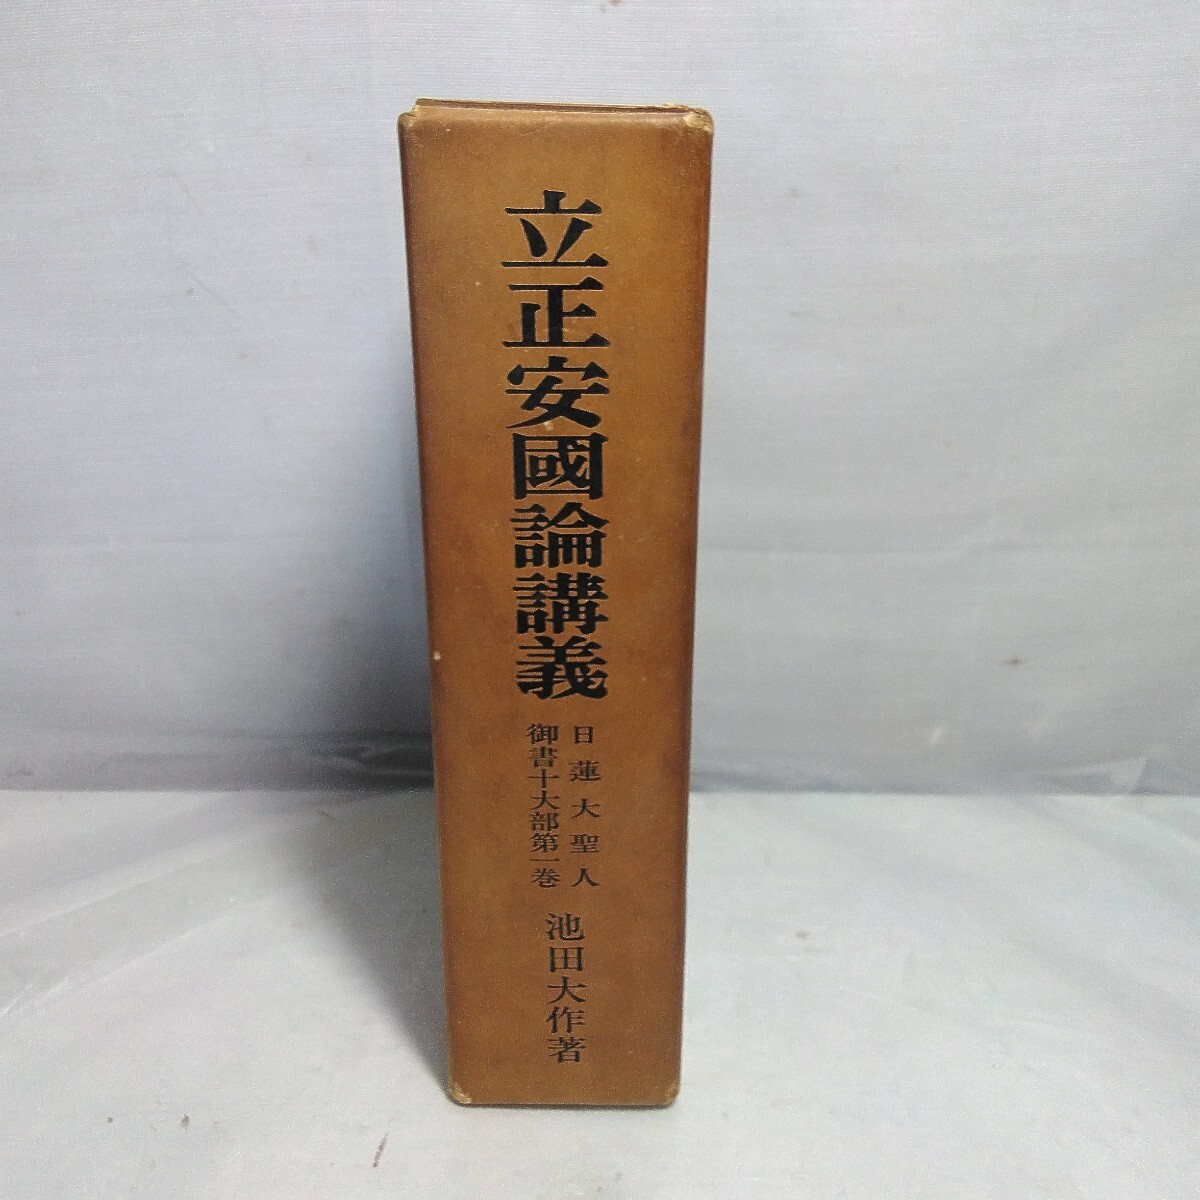 立正安國論講義
日蓮大聖人
御書十大部第一巻
池田大作著